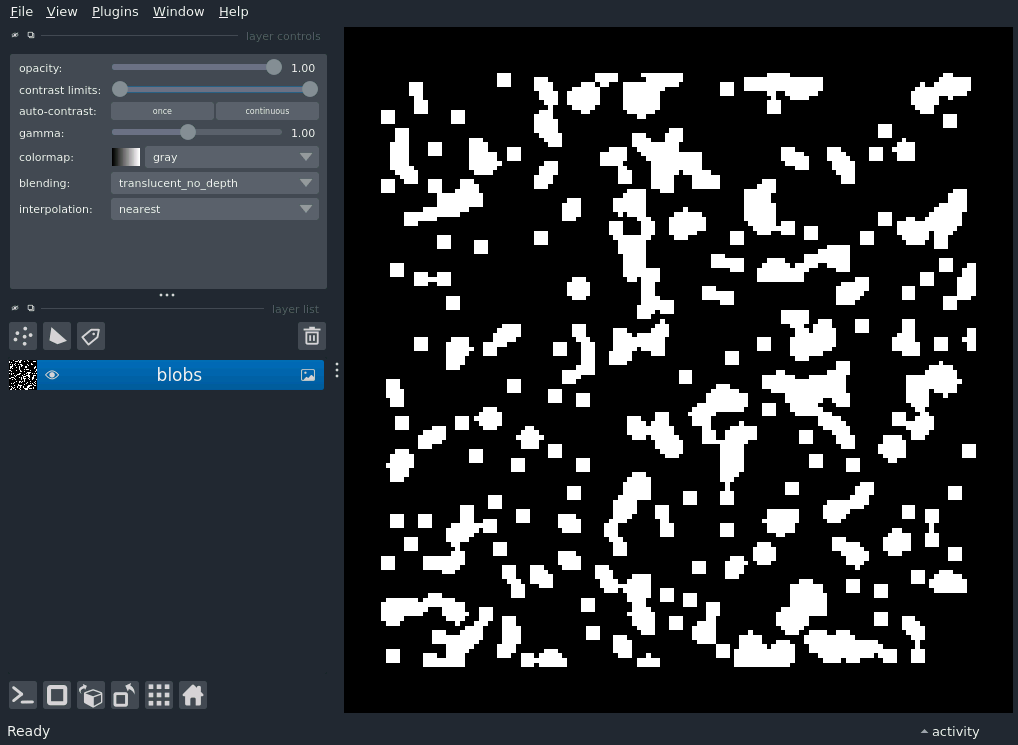 File View Plugins Window Help
layer controls
opacity: 1.00
contrast limits:
auto-contrast: once continuous
gamma: 1.00
colormap: gray
blending: translucent_no_depth
interpolation: nearest
layer list
blobs
Ready activity